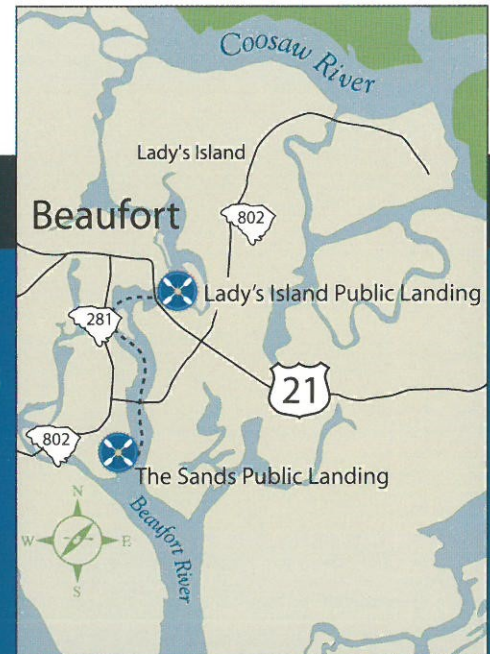 Coosaw River
Lady's Island
Beaufort
802
Lady's Island Public Landing
281
21
802
The Sands Public Landing
Beaufort River
N
W E
S